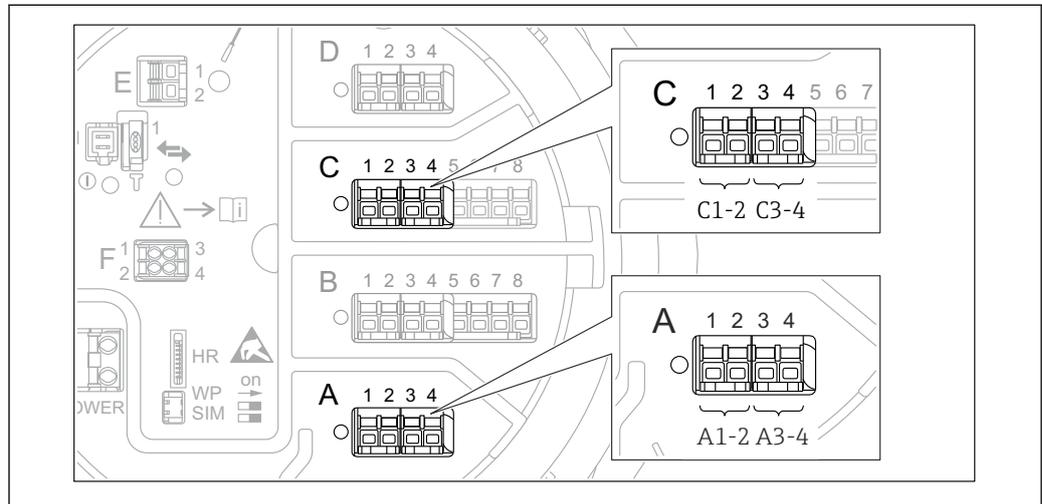 D 1 2 3 4
E 1
2
1
C 1 2 3 4 5 7 8
F 1 3
2 4
B 1 2 3 4 5 6 7 8
HR
WP on
SIM
A 1 2 3 4
C 1 2 3 4 5 6 7
C1-2 C3-4
A 1 2 3 4
A1-2 A3-4